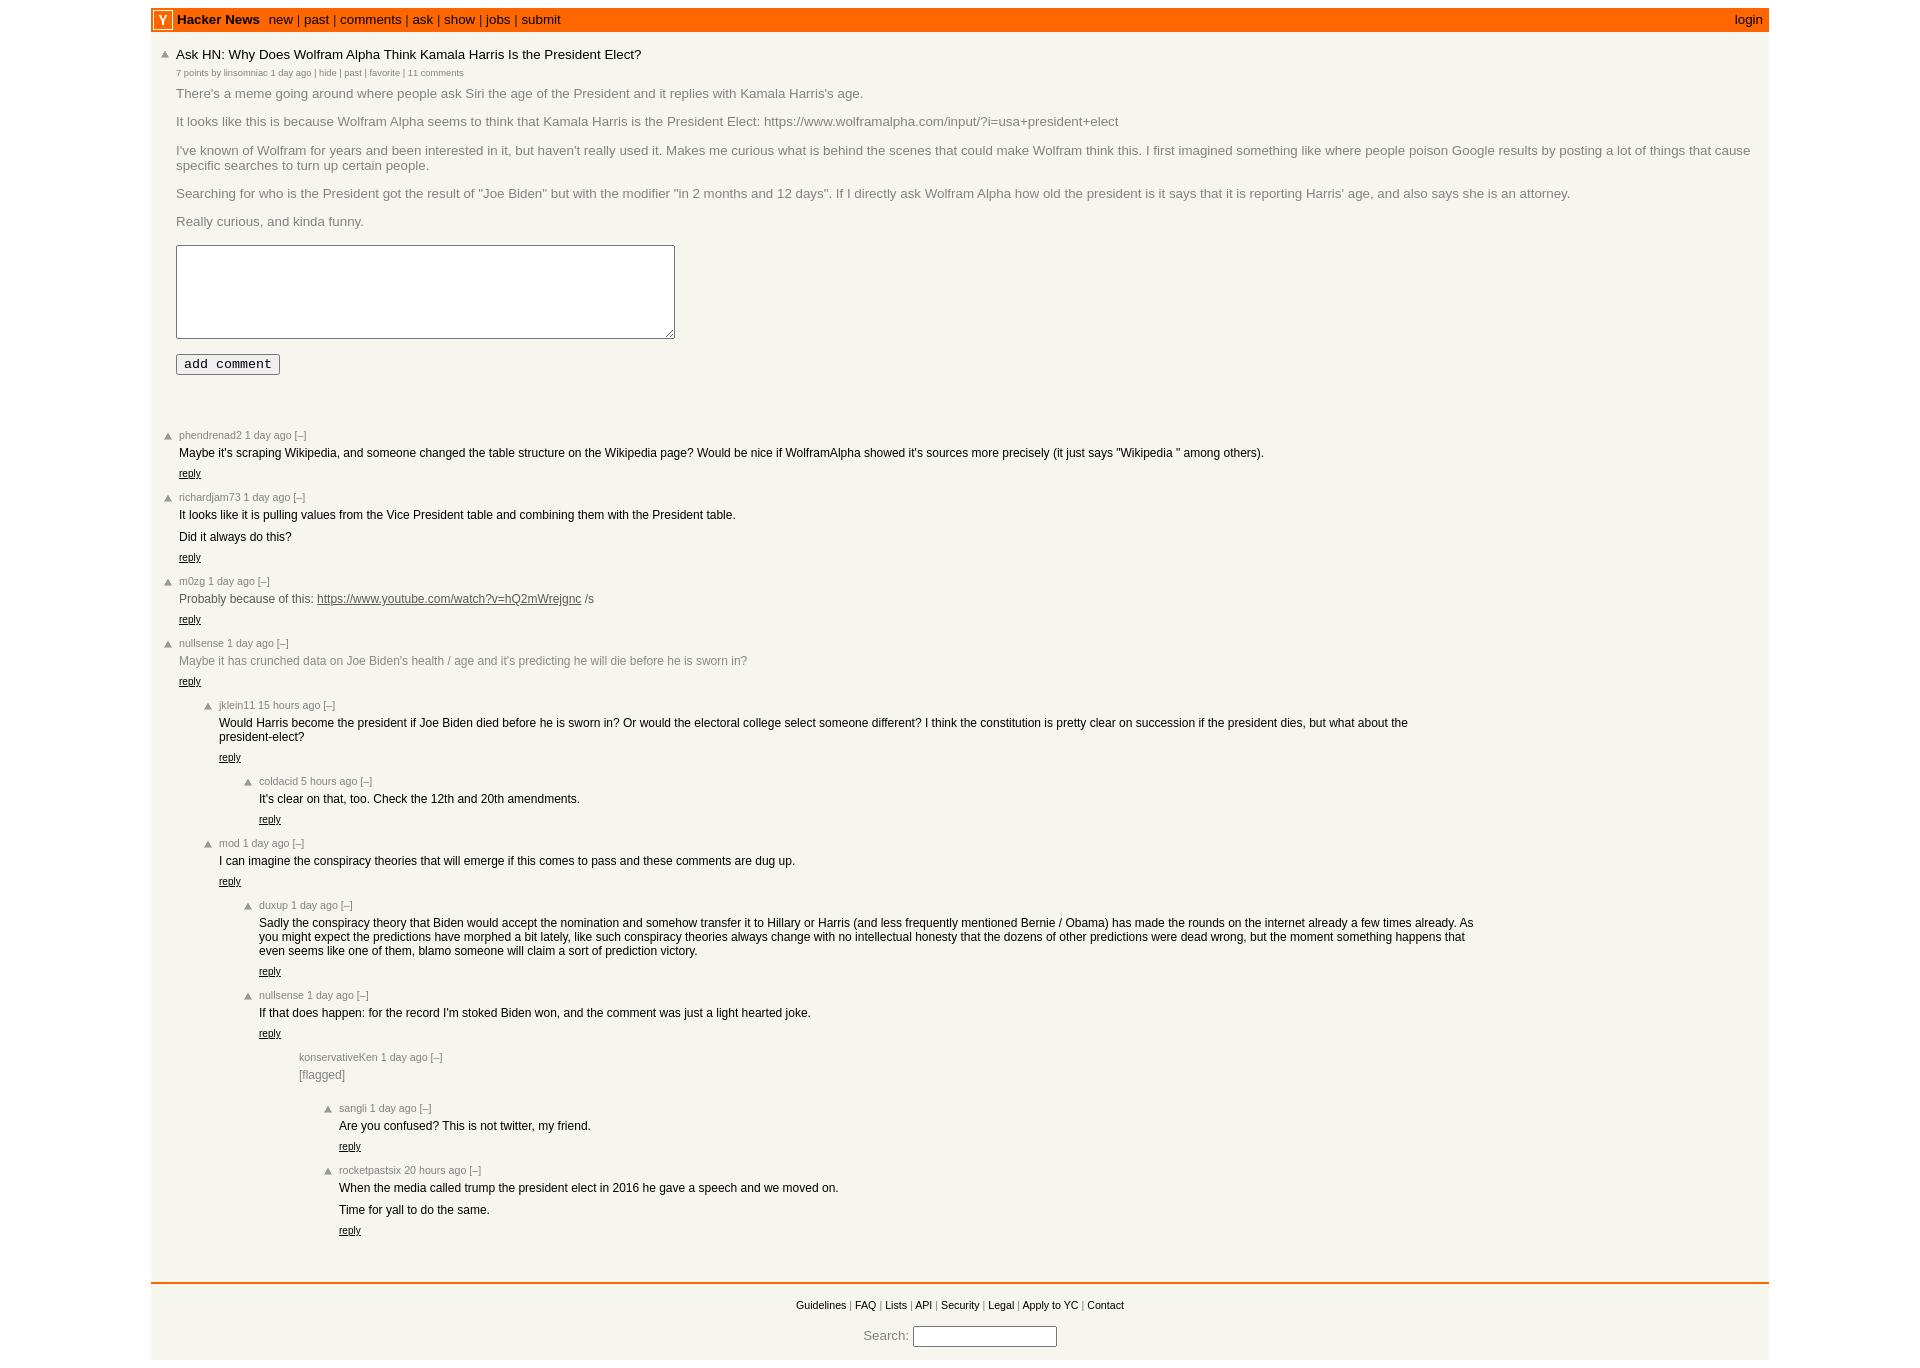 Y Hacker News new | past | comments | ask | show | jobs | submit login
Ask HN: Why Does Wolfram Alpha Think Kamala Harris Is the President Elect?
7 points by linsomniac 1 day ago | hide | past | favorite | 11 comments
There's a meme going around where people ask Siri the age of the President and it replies with Kamala Harris's age.
It looks like this is because Wolfram Alpha seems to think that Kamala Harris is the President Elect: https://www.wolframalpha.com/input/?i=usa+president+elect
I've known of Wolfram for years and been interested in it, but haven't really used it. Makes me curious what is behind the scenes that could make Wolfram think this. I first imagined something like where people poison Google results by posting a lot of things that cause
specific searches to turn up certain people.
Searching for who is the President got the result of "Joe Biden" but with the modifier "in 2 months and 12 days". If I directly ask Wolfram Alpha how old the president is it says that it is reporting Harris' age, and also says she is an attorney.
Really curious, and kinda funny.
add comment
phendrenad2 1 day ago [–]
Maybe it's scraping Wikipedia, and someone changed the table structure on the Wikipedia page? Would be nice if WolframAlpha showed it's sources more precisely (it just says "Wikipedia " among others).
reply
richardjam73 1 day ago [–]
It looks like it is pulling values from the Vice President table and combining them with the President table.
Did it always do this?
reply
m0zg 1 day ago [–]
Probably because of this: https://www.youtube.com/watch?v=hQ2mWrejgnc /s
reply
nullsense 1 day ago [–]
Maybe it has crunched data on Joe Biden's health / age and it's predicting he will die before he is sworn in?
reply
jklein11 15 hours ago [–]
Would Harris become the president if Joe Biden died before he is sworn in? Or would the electoral college select someone different? I think the constitution is pretty clear on succession if the president dies, but what about the
president-elect?
reply
coldacid 5 hours ago [–]
It's clear on that, too. Check the 12th and 20th amendments.
reply
mod 1 day ago [–]
I can imagine the conspiracy theories that will emerge if this comes to pass and these comments are dug up.
reply
duxup 1 day ago [–]
Sadly the conspiracy theory that Biden would accept the nomination and somehow transfer it to Hillary or Harris (and less frequently mentioned Bernie / Obama) has made the rounds on the internet already a few times already. As
you might expect the predictions have morphed a bit lately, like such conspiracy theories always change with no intellectual honesty that the dozens of other predictions were dead wrong, but the moment something happens that
even seems like one of them, blamo someone will claim a sort of prediction victory.
reply
nullsense 1 day ago [–]
If that does happen: for the record I'm stoked Biden won, and the comment was just a light hearted joke.
reply
konservativeKen 1 day ago [–]
[flagged]
sangli 1 day ago [–]
Are you confused? This is not twitter, my friend.
reply
rocketpastsix 20 hours ago [–]
When the media called trump the president elect in 2016 he gave a speech and we moved on.
Time for yall to do the same.
reply
Guidelines | FAQ | Lists | API | Security | Legal | Apply to YC | Contact
Search: